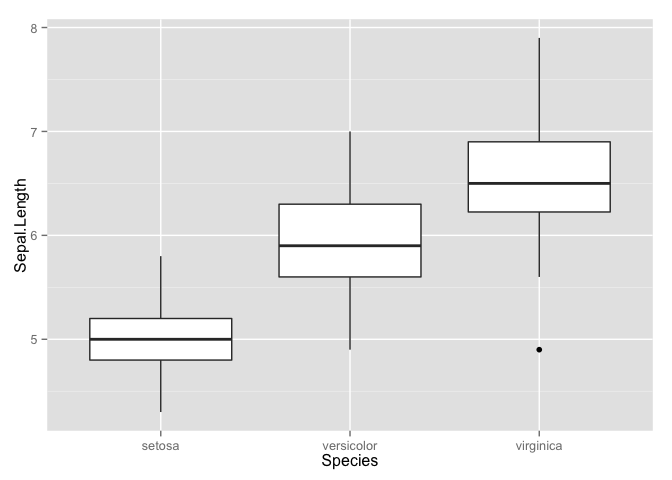 8
7
6
5
Sepal.Length
setosa
versicolor
virginica
Species